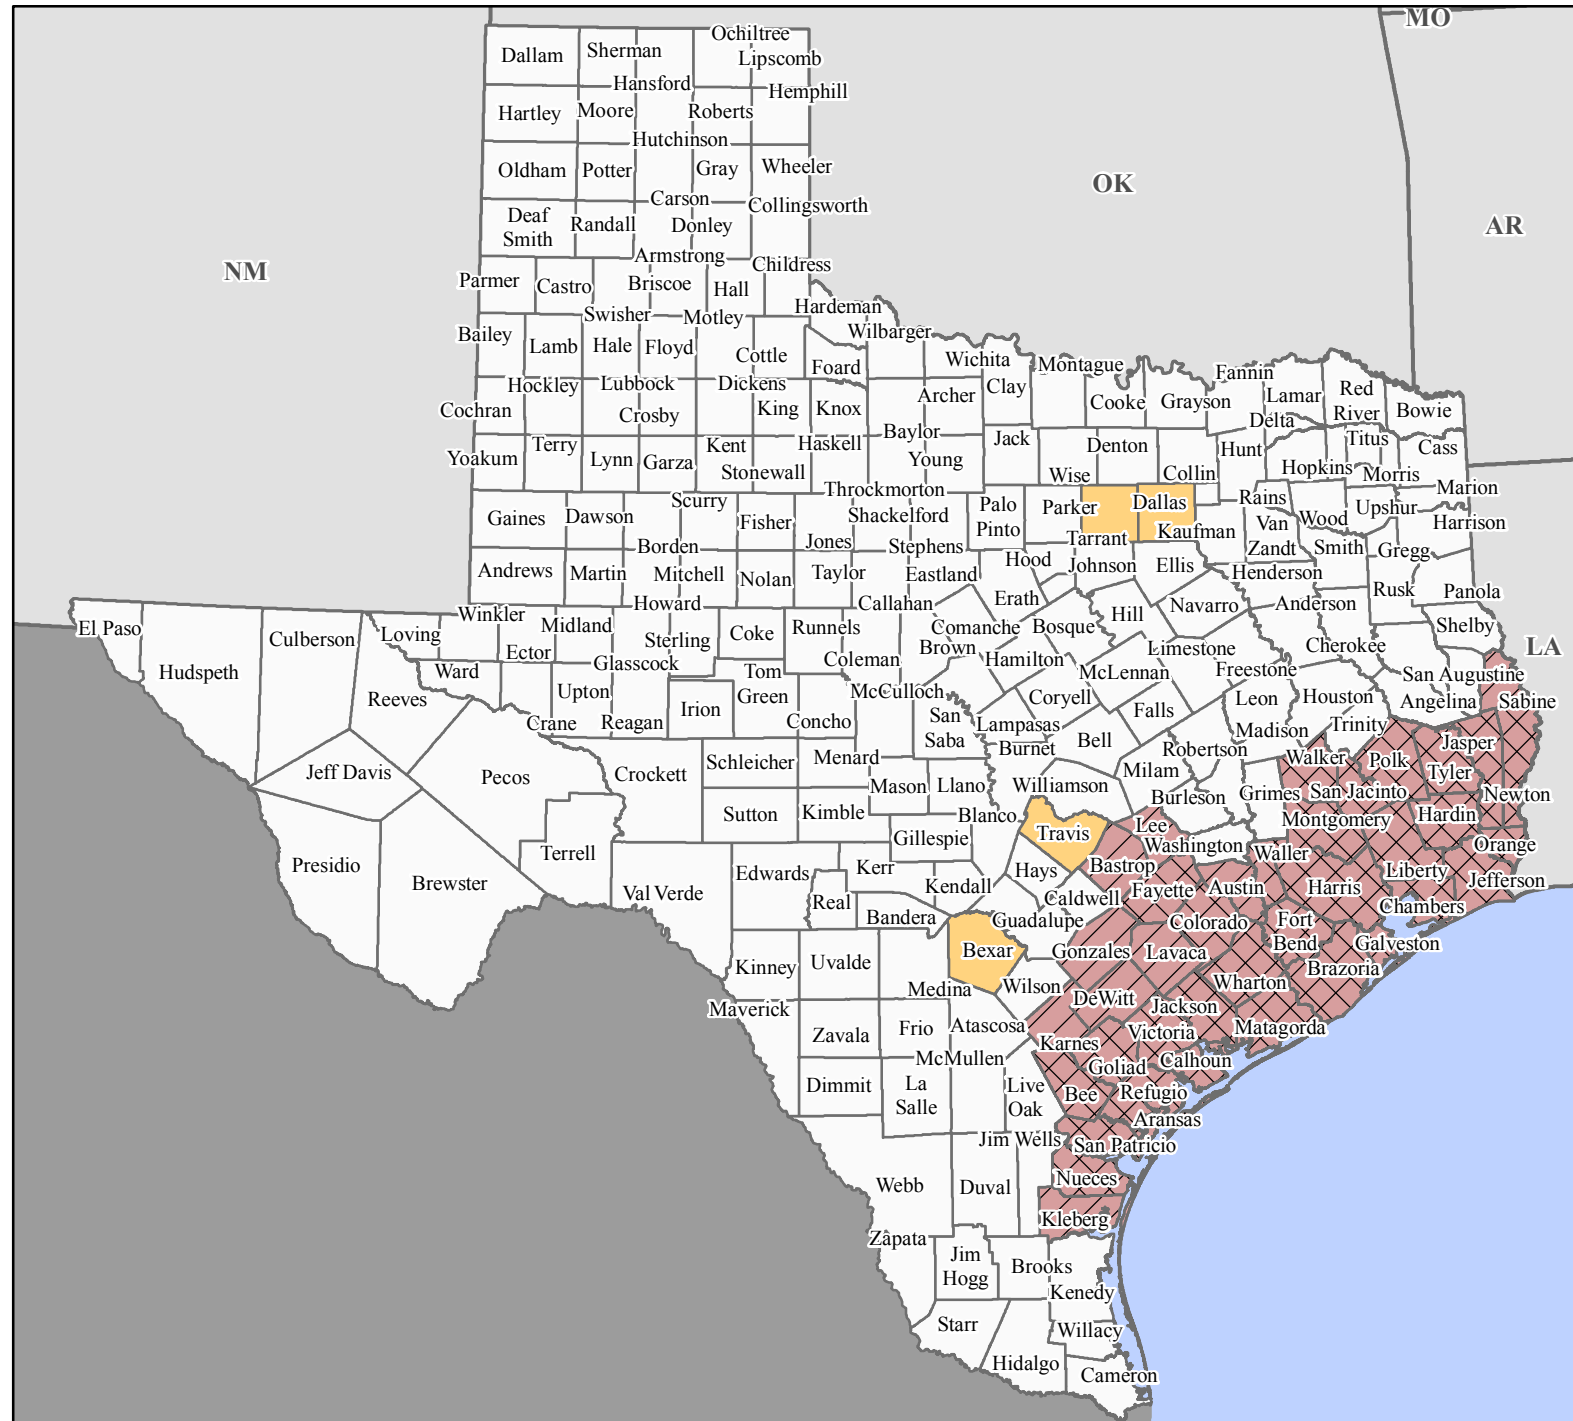 MO
Ochiltree
Dallam
Sherman
Lipscomb
Hansford
Hemphill
Hartley
Moore
Roberts
Hutchinson
Oldham
Potter
Gray
Wheeler
OK
Carson
Collingsworth
Deaf
Smith
Randall
Donley
AR
Armstrong
Childress
NM
Parmer
Castro
Briscoe
Hall
Hardeman
Swisher
Motley
Wilbarger
Bailey
Lamb
Hale
Floyd
Cottle
Foard
Wichita
Montague
Fannin
Hockley
Lubbock
Dickens
Archer
Clay
Cooke
Grayson
Lamar
Red
River
Bowie
Cochran
Crosby
King
Knox
Delta
Baylor
Jack
Denton
Hunt
Titus
Cass
Yoakum
Terry
Lynn
Garza
Kent
Stonewall
Haskell
Young
Wise
Collin
Hopkins
Morris
Throckmorton
Marion
Scurry
Gaines
Dawson
Fisher
Jones
Shackelford
Palo
Pinto
Parker
Dallas
Rains
Wood
Upshur
Harrison
Tarrant
Kaufman
Van
Zandt
Smith
Gregg
Borden
Stephens
Andrews
Martin
Mitchell
Nolan
Taylor
Eastland
Hood
Johnson
Ellis
Henderson
Rusk
Panola
Howard
Callahan
Erath
Hill
Navarro
Anderson
El Paso
Culberson
Loving
Winkler
Midland
Sterling
Coke
Runnels
Comanche
Bosque
Shelby
Hudspeth
Ector
Glasscock
Coleman
Brown
Hamilton
Limestone
Cherokee
LA
Ward
Tom
Green
McLennan
Freestone
San Augustine
Reeves
Upton
Irion
McCulloch
Coryell
Leon
Houston
Angelina
Sabine
Crane
Reagan
Concho
San
Saba
Lampasas
Falls
Madison
Trinity
Burnet
Bell
Robertson
Jeff Davis
Pecos
Crockett
Schleicher
Menard
Mason
Llano
Williamson
Milam
Walker
Polk
Jasper
Tyler
Burleson
Grimes
San Jacinto
Newton
Sutton
Kimble
Blanco
Gillespie
Travis
Lee
Montgomery
Hardin
Presidio
Brewster
Terrell
Val Verde
Edwards
Kerr
Kendall
Hays
Bastrop
Washington
Waller
Orange
Real
Bandera
Caldwell
Fayette
Austin
Harris
Liberty
Jefferson
Guadalupe
Colorado
Fort
Bend
Chambers
Kinney
Uvalde
Bexar
Gonzales
Lavaca
Galveston
Brazoria
Medina
Wilson
Wharton
Maverick
DeWitt
Jackson
Zavala
Frio
Atascosa
Karnes
Victoria
Matagorda
McMullen
Goliad
Calhoun
Dimmit
La
Salle
Live
Oak
Bee
Refugio
Aransas
Jim Wells
San Patricio
Webb
Duval
Nueces
Kleberg
Zapata
Jim
Hogg
Brooks
Kenedy
Starr
Willacy
Hidalgo
Cameron